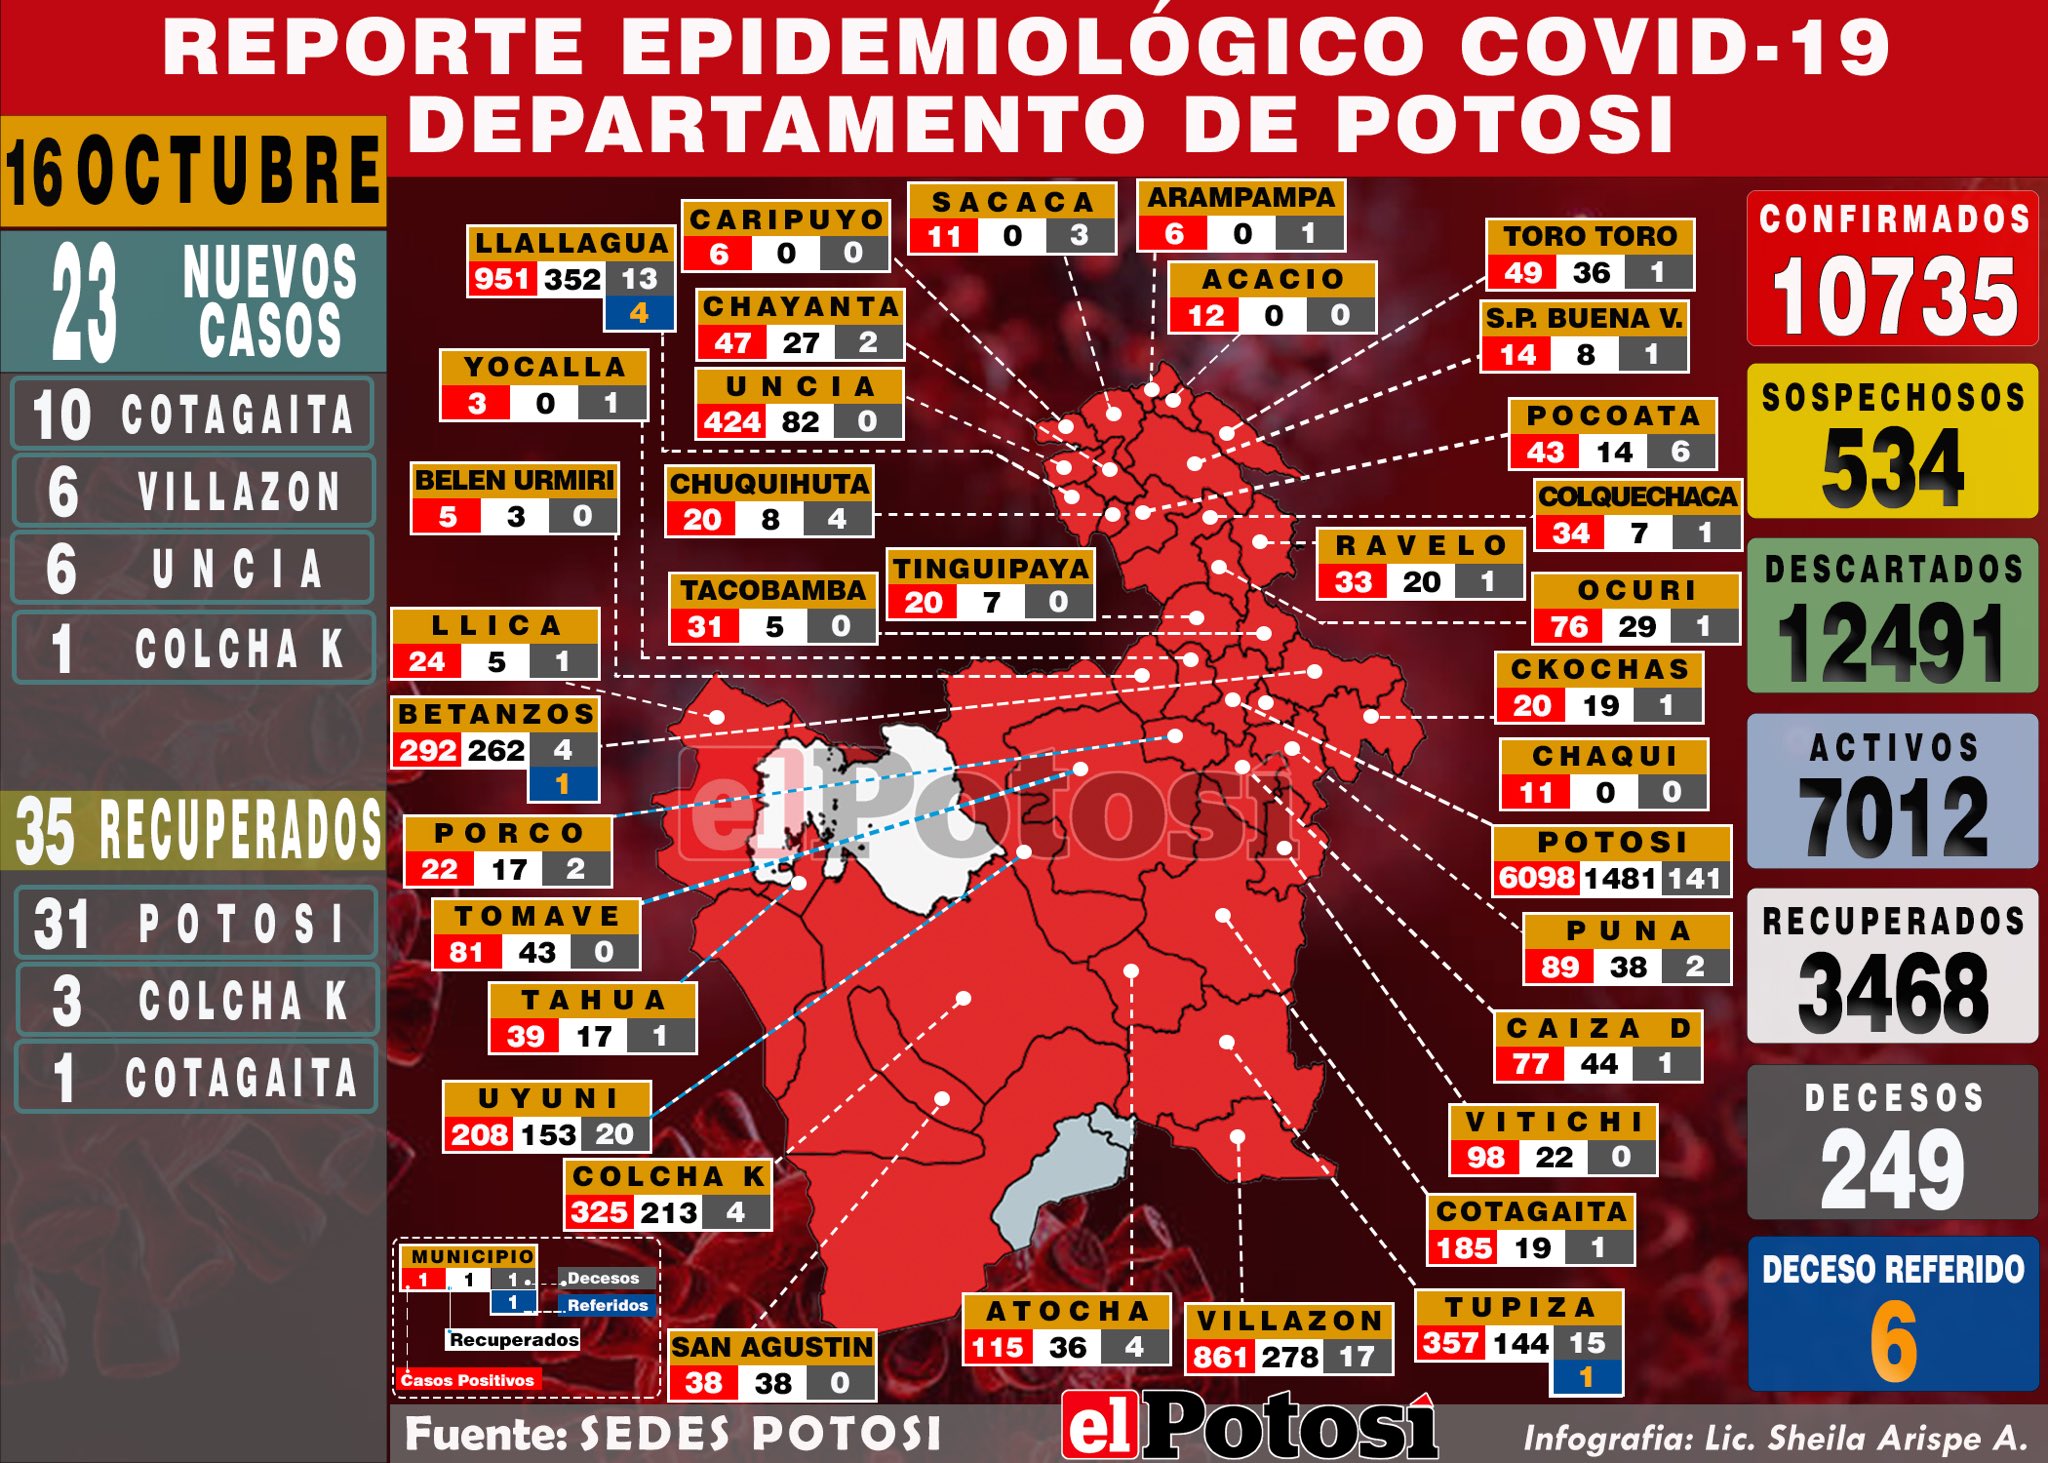 REPORTE EPIDEMIOLÓGICO COVID-19
DEPARTAMENTO DE POTOSI
16 OCTUBRE
23 NUEVOS CASOS
10 COTAGAITA
6 VILLAZON
6 UNCIA
1 COLCHA K
35 RECUPERADOS
31 POTOSI
3 COLCHA K
1 COTAGAITA
LLALLAGUA
951 352 13
4
CARIPUYO
6 0 0
SACACA
11 0 3
ARAMPAMPA
6 0 1
ACACIO
12 0 0
TORO TORO
49 36 1
S.P. BUENA V.
14 8 1
CHAYANTA
47 27 2
YOCALLA
3 0 1
UNCIA
424 82 0
POCOATA
43 14 6
BELEN URMIRI
5 3 0
CHUQUIHUTA
20 8 4
COLQUECHACA
34 7 1
RAVELO
33 20 1
TINGUIPAYA
20 7 0
TACOBAMBA
31 5 0
OCURI
76 29 1
LLICA
24 5 1
CKOCHAS
20 19 1
BETANZOS
292 262 4
1
CHAQUI
11 0 0
PORCO
22 17 2
POTOSI
6098 1481 141
TOMAVE
81 43 0
PUNA
89 38 2
TAHUA
39 17 1
CAIZA D
77 44 1
UYUNI
208 153 20
VITICHI
98 22 0
COLCHA K
325 213 4
COTAGAITA
185 19 1
SAN AGUSTIN
38 38 0
ATOCHA
115 36 4
VILLAZON
861 278 17
TUPIZA
357 144 15
1
el Potosí
MUNICIPIO
1 1 1 Decesos
1 Referidos
Recuperados
Casos Positivos
CONFIRMADOS
10735
SOSPECHOSOS
534
DESCARTADOS
12491
ACTIVOS
7012
RECUPERADOS
3468
DECESOS
249
DECESO REFERIDO
6
Fuente: SEDES POTOSI
el Potosí
Infografia: Lic. Sheila Arispe A.